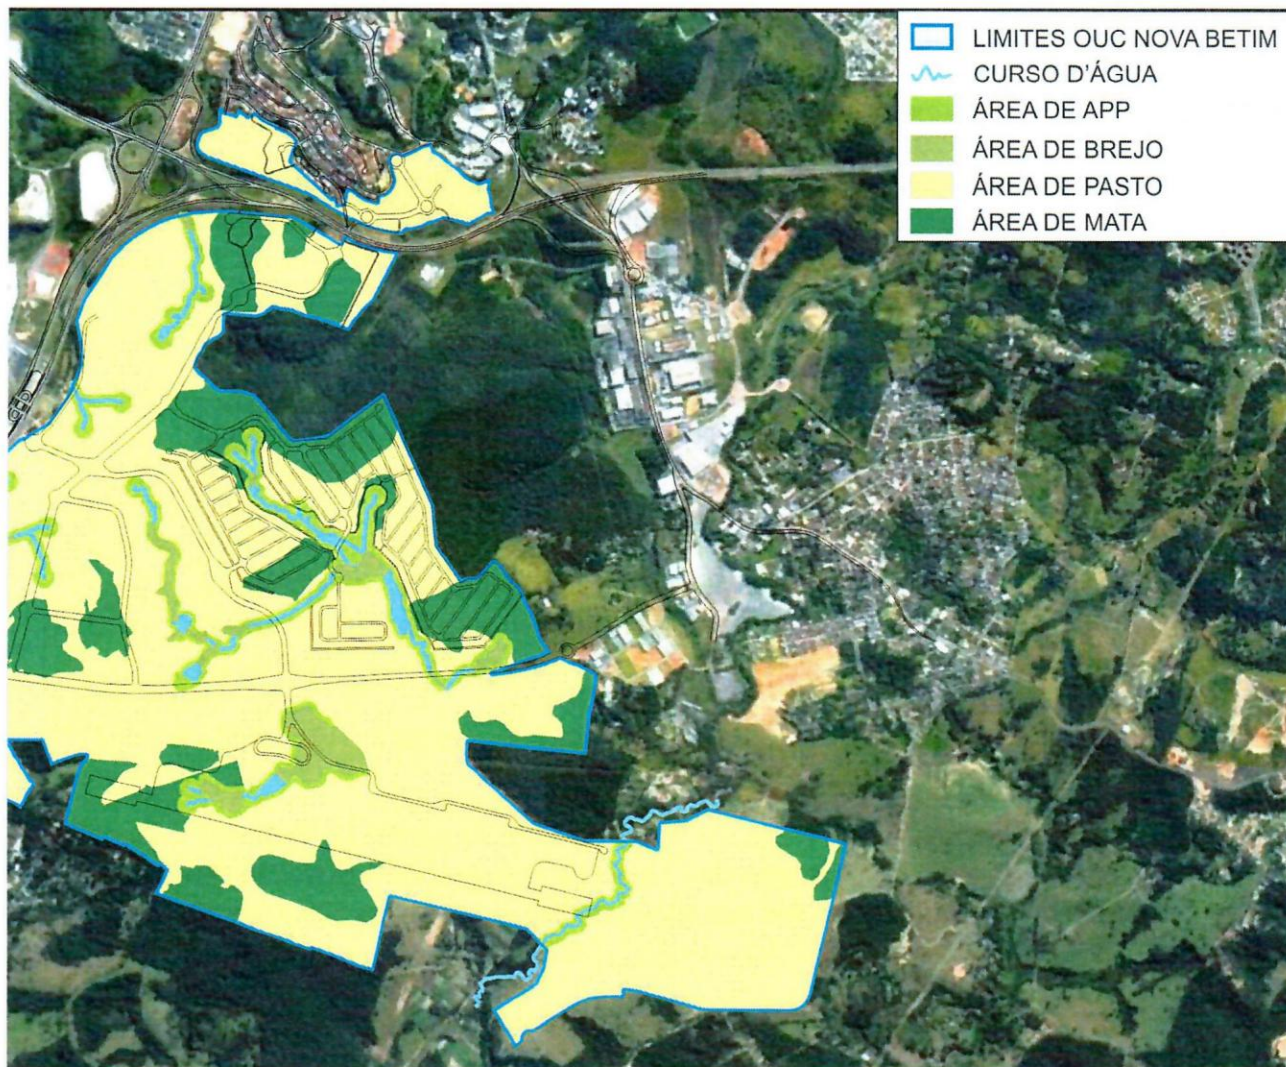 LIMITES OUC NOVA BETIM
CURSO D'ÁGUA
ÁREA DE APP
ÁREA DE BREJO
ÁREA DE PASTO
ÁREA DE MATA